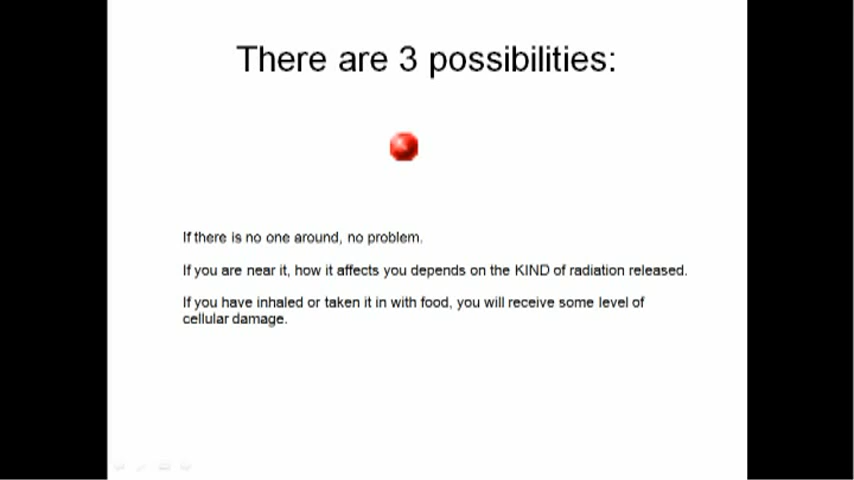 There are 3 possibilities:
If there is no one around, no problem.
If you are near it, how it affects you depends on the KIND of radiation released.
If you have inhaled or taken it in with food, you will receive some level of
cellular damage.